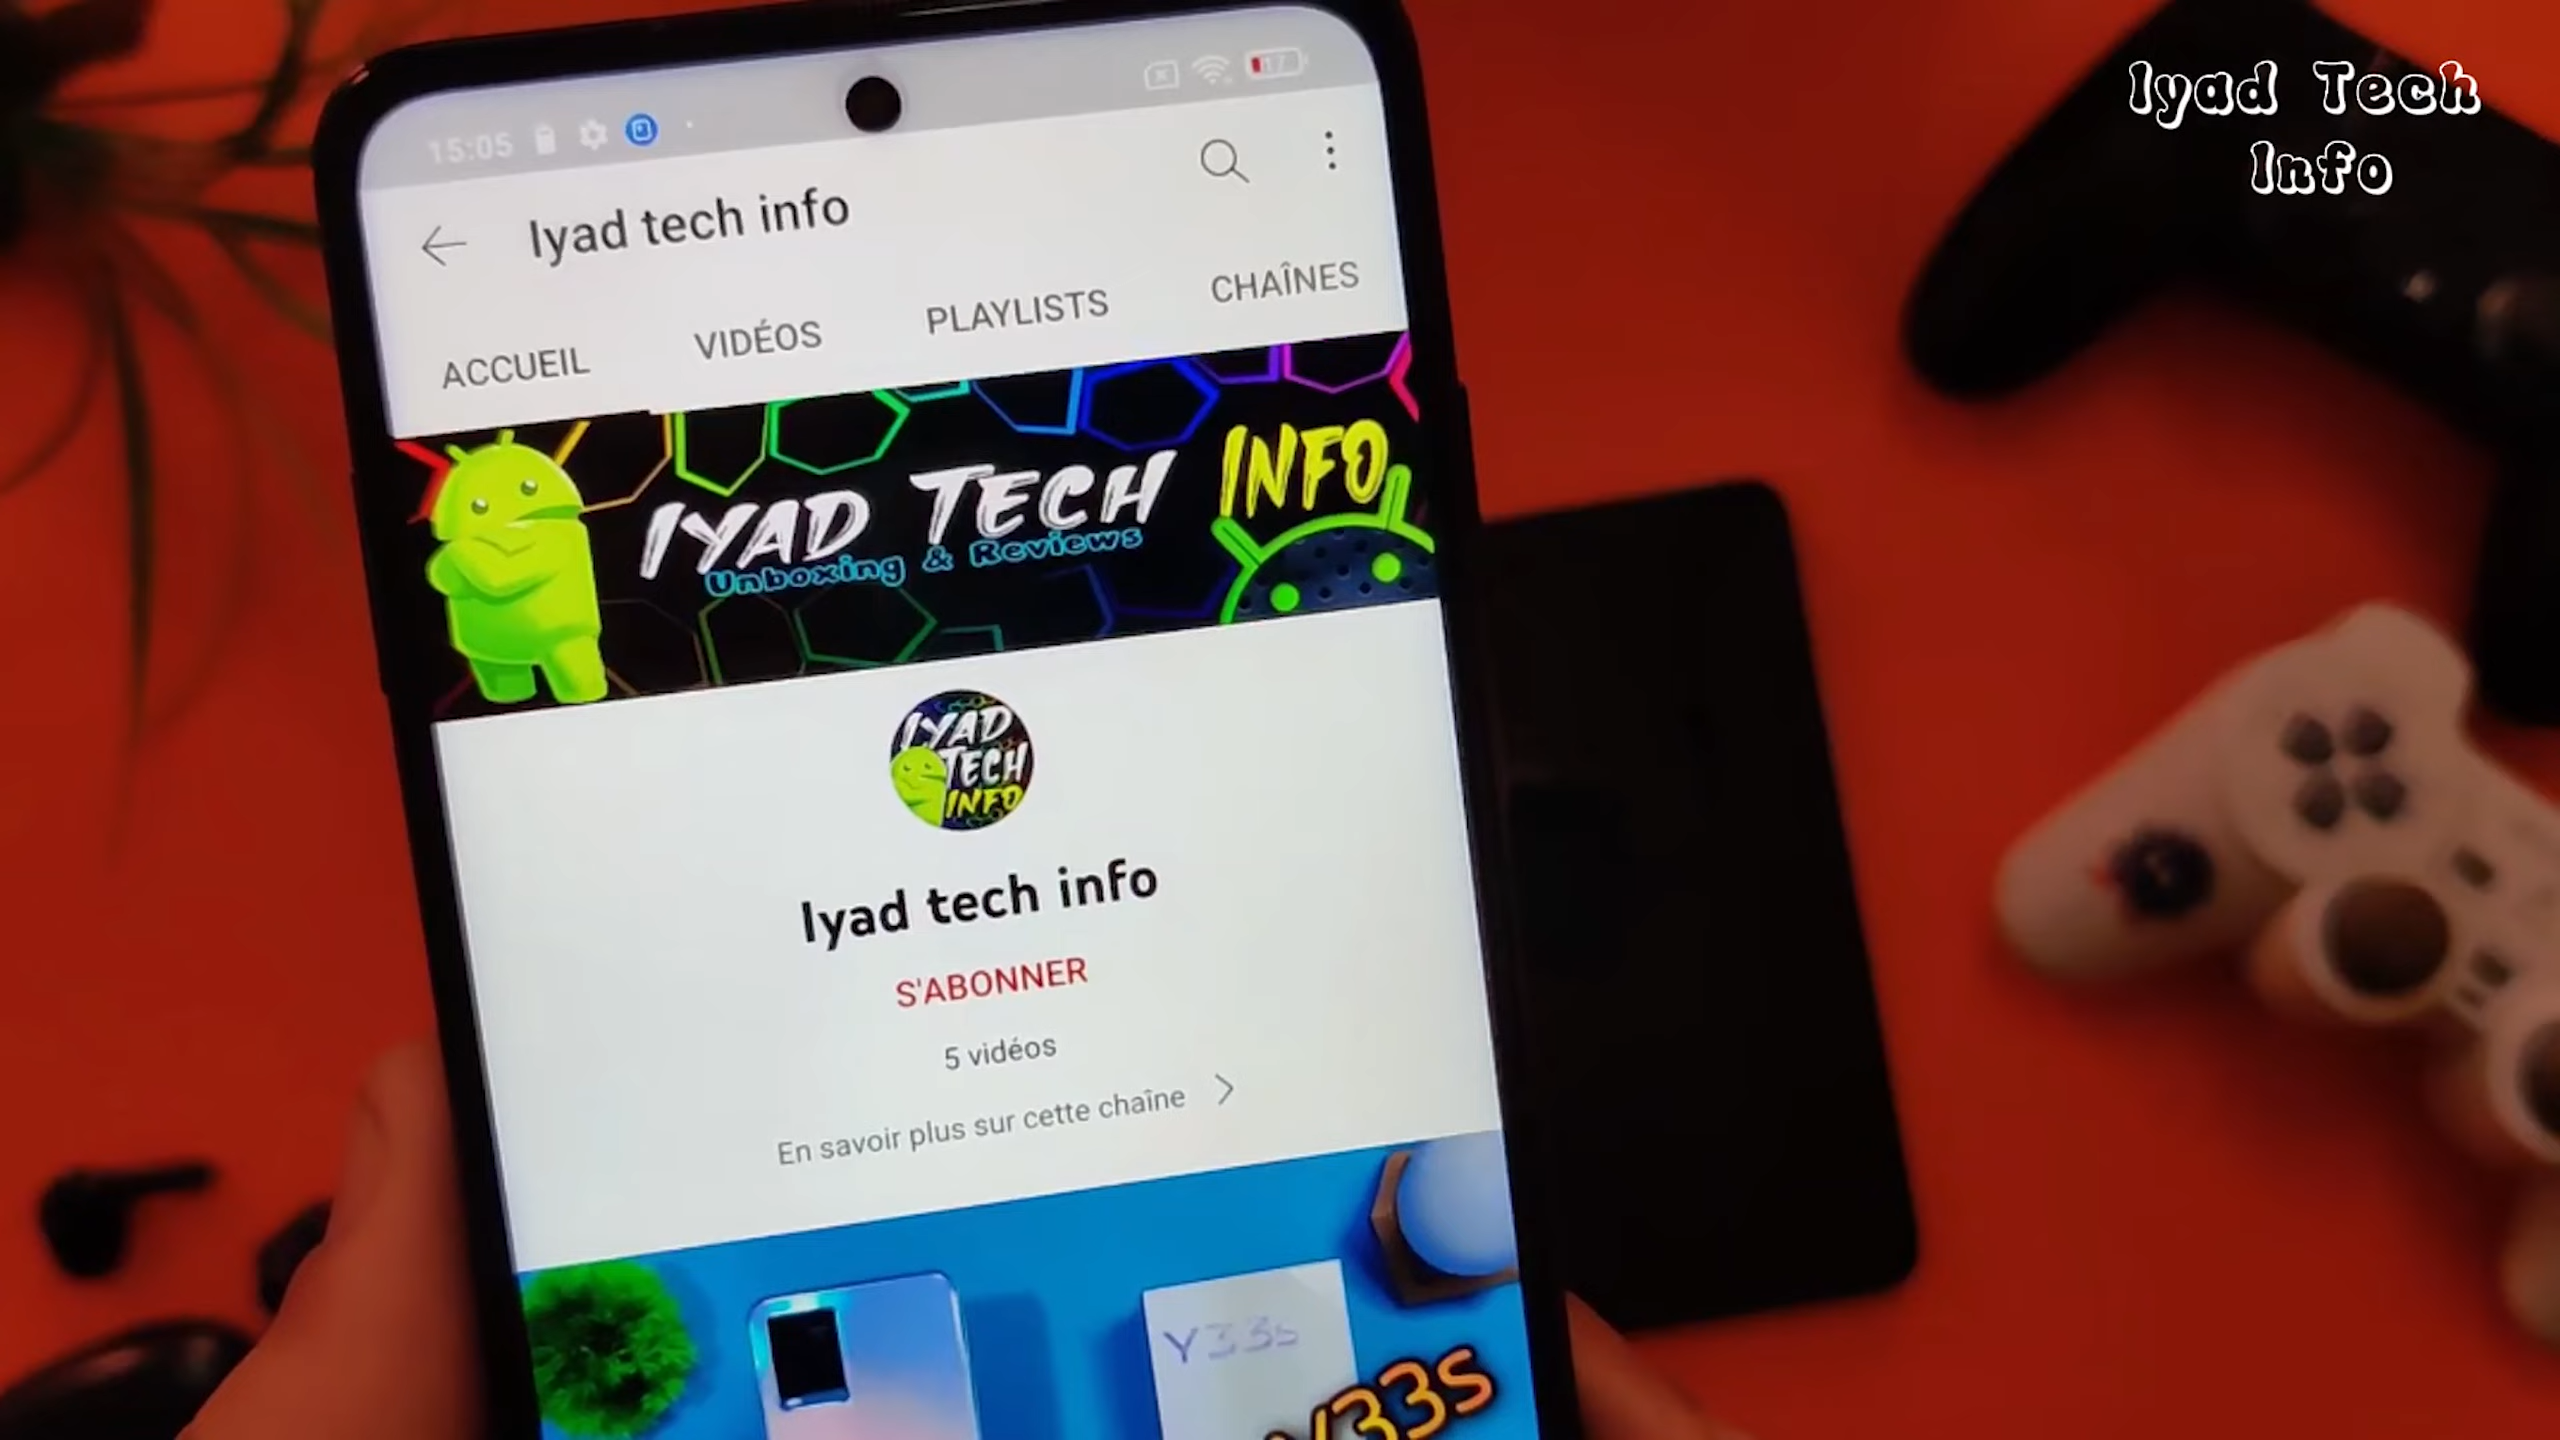 Iyad Tech
Info
15:05
17
Iyad tech info
ACCUEIL VIDÉOS PLAYLISTS CHAÎNES
IYAD TECH INFO
Unboxing & Reviews
IYAD
TECH
INFO
Iyad tech info
S'ABONNER
5 vidéos
En savoir plus sur cette chaîne
Y33s
Y33s